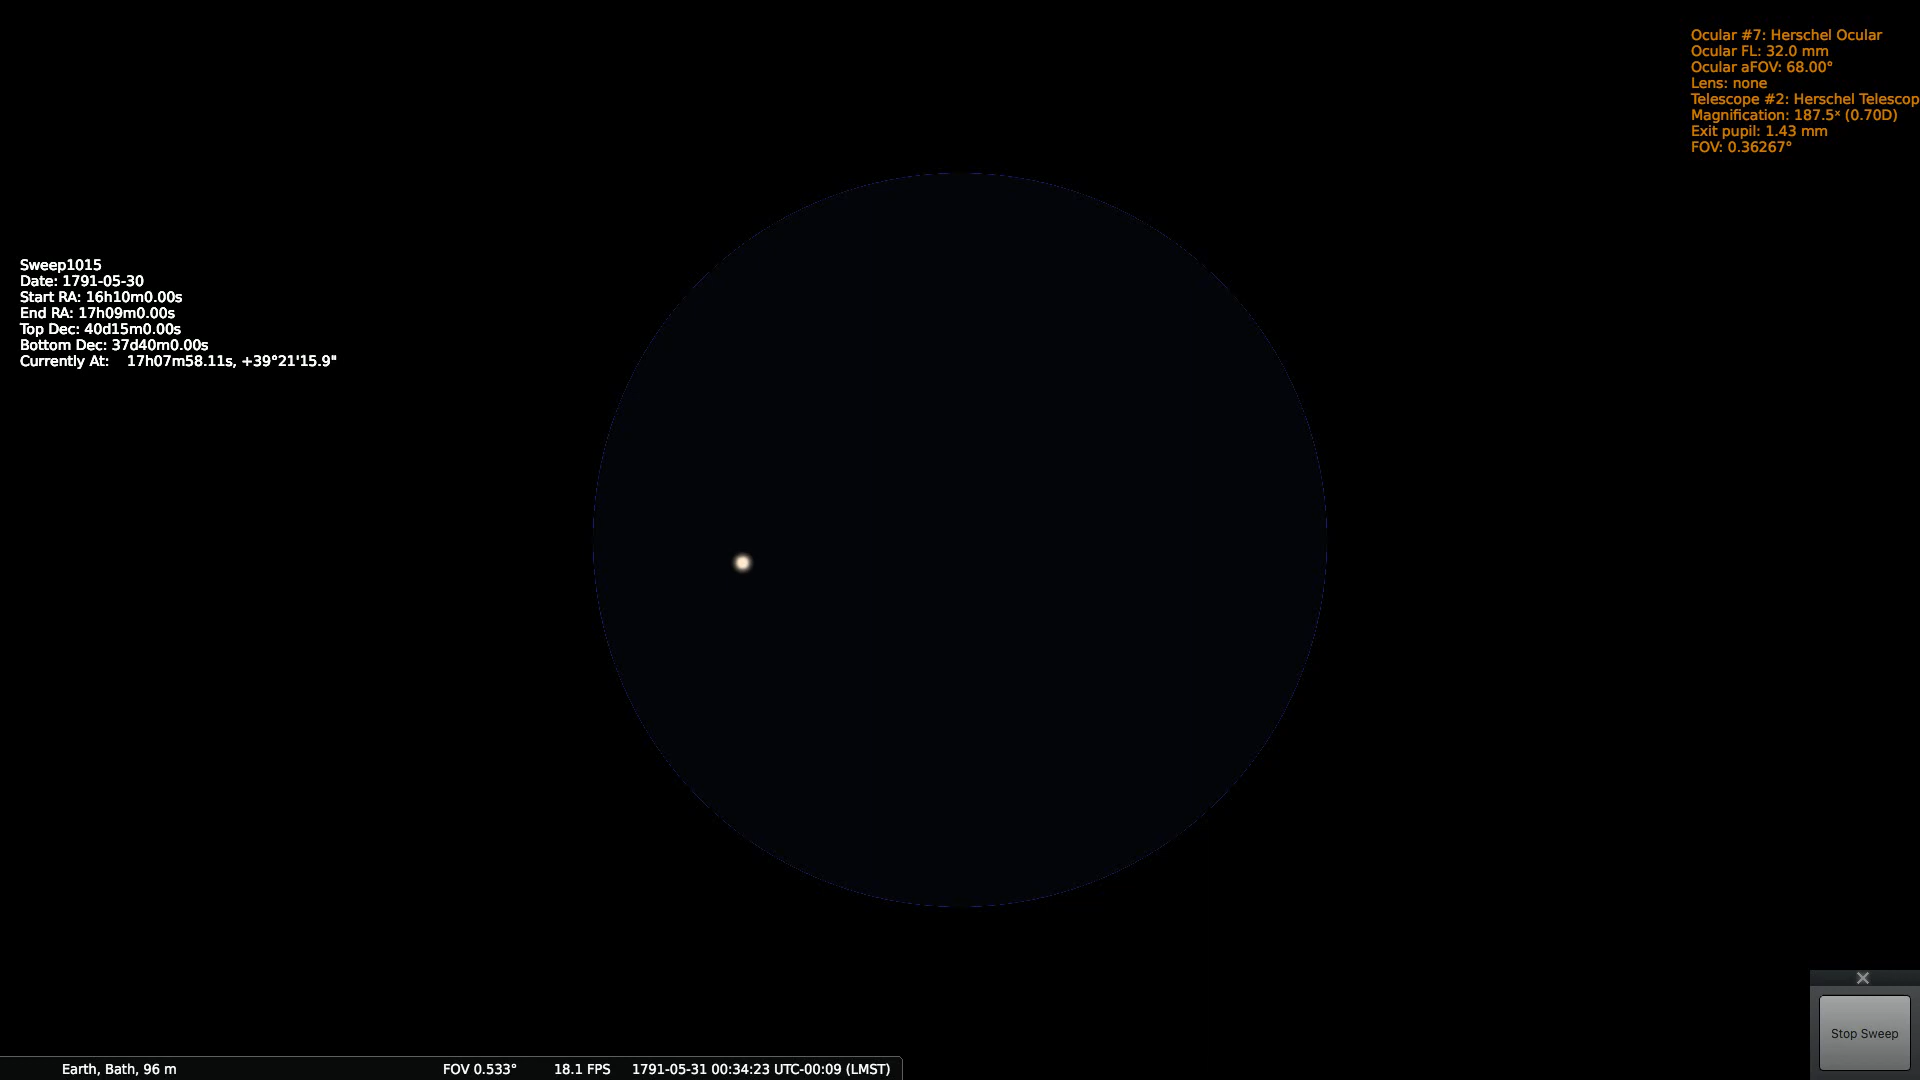 Ocular #7: Herschel Ocular
Ocular FL: 32.0 mm
Ocular aFOV: 68.00°
Lens: none
Telescope #2: Herschel Telescop
Magnification: 187.5ˣ (0.70D)
Exit pupil: 1.43 mm
FOV: 0.36267°
Sweep1015
Date: 1791-05-30
Start RA: 16h10m0.00s
End RA: 17h09m0.00s
Top Dec: 40d15m0.00s
Bottom Dec: 37d40m0.00s
Currently At: 17h07m58.11s, +39°21'15.9"
Stop Sweep
Earth, Bath, 96 m FOV 0.533° 18.1 FPS 1791-05-31 00:34:23 UTC-00:09 (LMST)